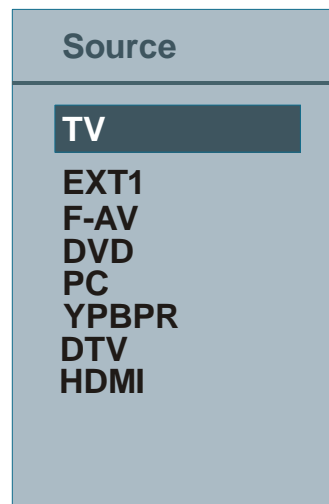 Source
TV
EXT1
F-AV
DVD
PC
YPBPR
DTV
HDMI